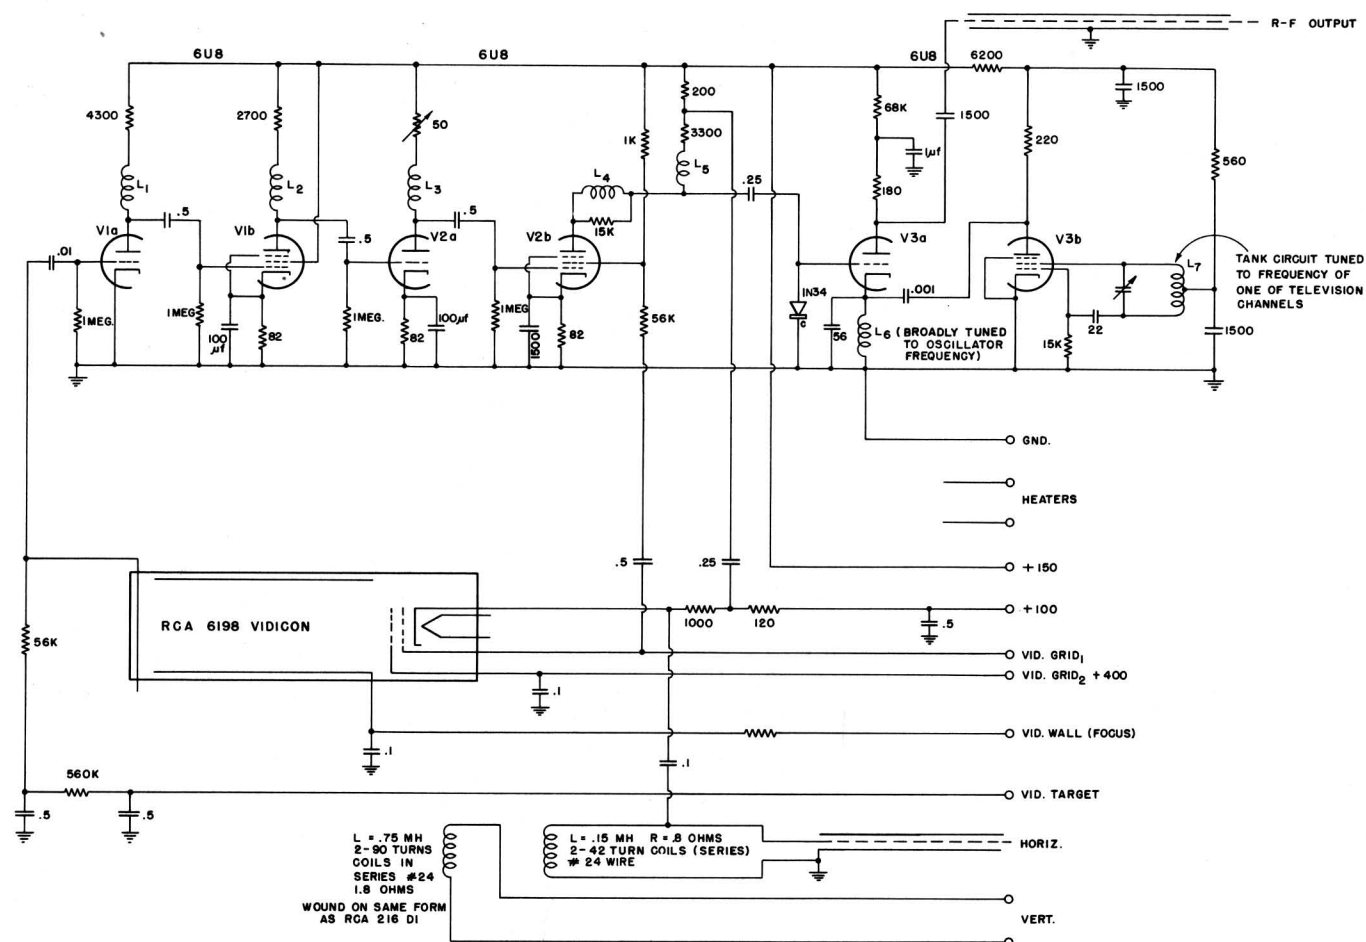 R-F OUTPUT
6U8
6U8
6U8
6200
1500
4300
2700
50
200
1K
3300
68K
1500
1µf
220
560
L1
L2
L3
L4
L5
.25
180
.5
.5
.5
15K
V1a
V1b
V2a
V2b
V3a
V3b
L7
TANK CIRCUIT TUNED
TO FREQUENCY OF
ONE OF TELEVISION
CHANNELS
.01
1N34
C
.001
1MEG.
1MEG
100
µf
82
1MEG.
82
100µf
1MEG
1500
82
56K
56
L6 (BROADLY TUNED
TO OSCILLATOR
FREQUENCY)
22
15K
1500
GND.
HEATERS
.5
.25
+150
+100
1000
120
.5
RCA 6198 VIDICON
56K
VID. GRID1
VID. GRID2 +400
.1
VID. WALL (FOCUS)
.1
.1
560K
VID. TARGET
.5
.5
L = .75 MH
2-90 TURNS
COILS IN
SERIES #24
1.8 OHMS
WOUND ON SAME FORM
AS RCA 216 D1
L = .15 MH R = .8 OHMS
2-42 TURN COILS (SERIES)
# 24 WIRE
HORIZ.
VERT.